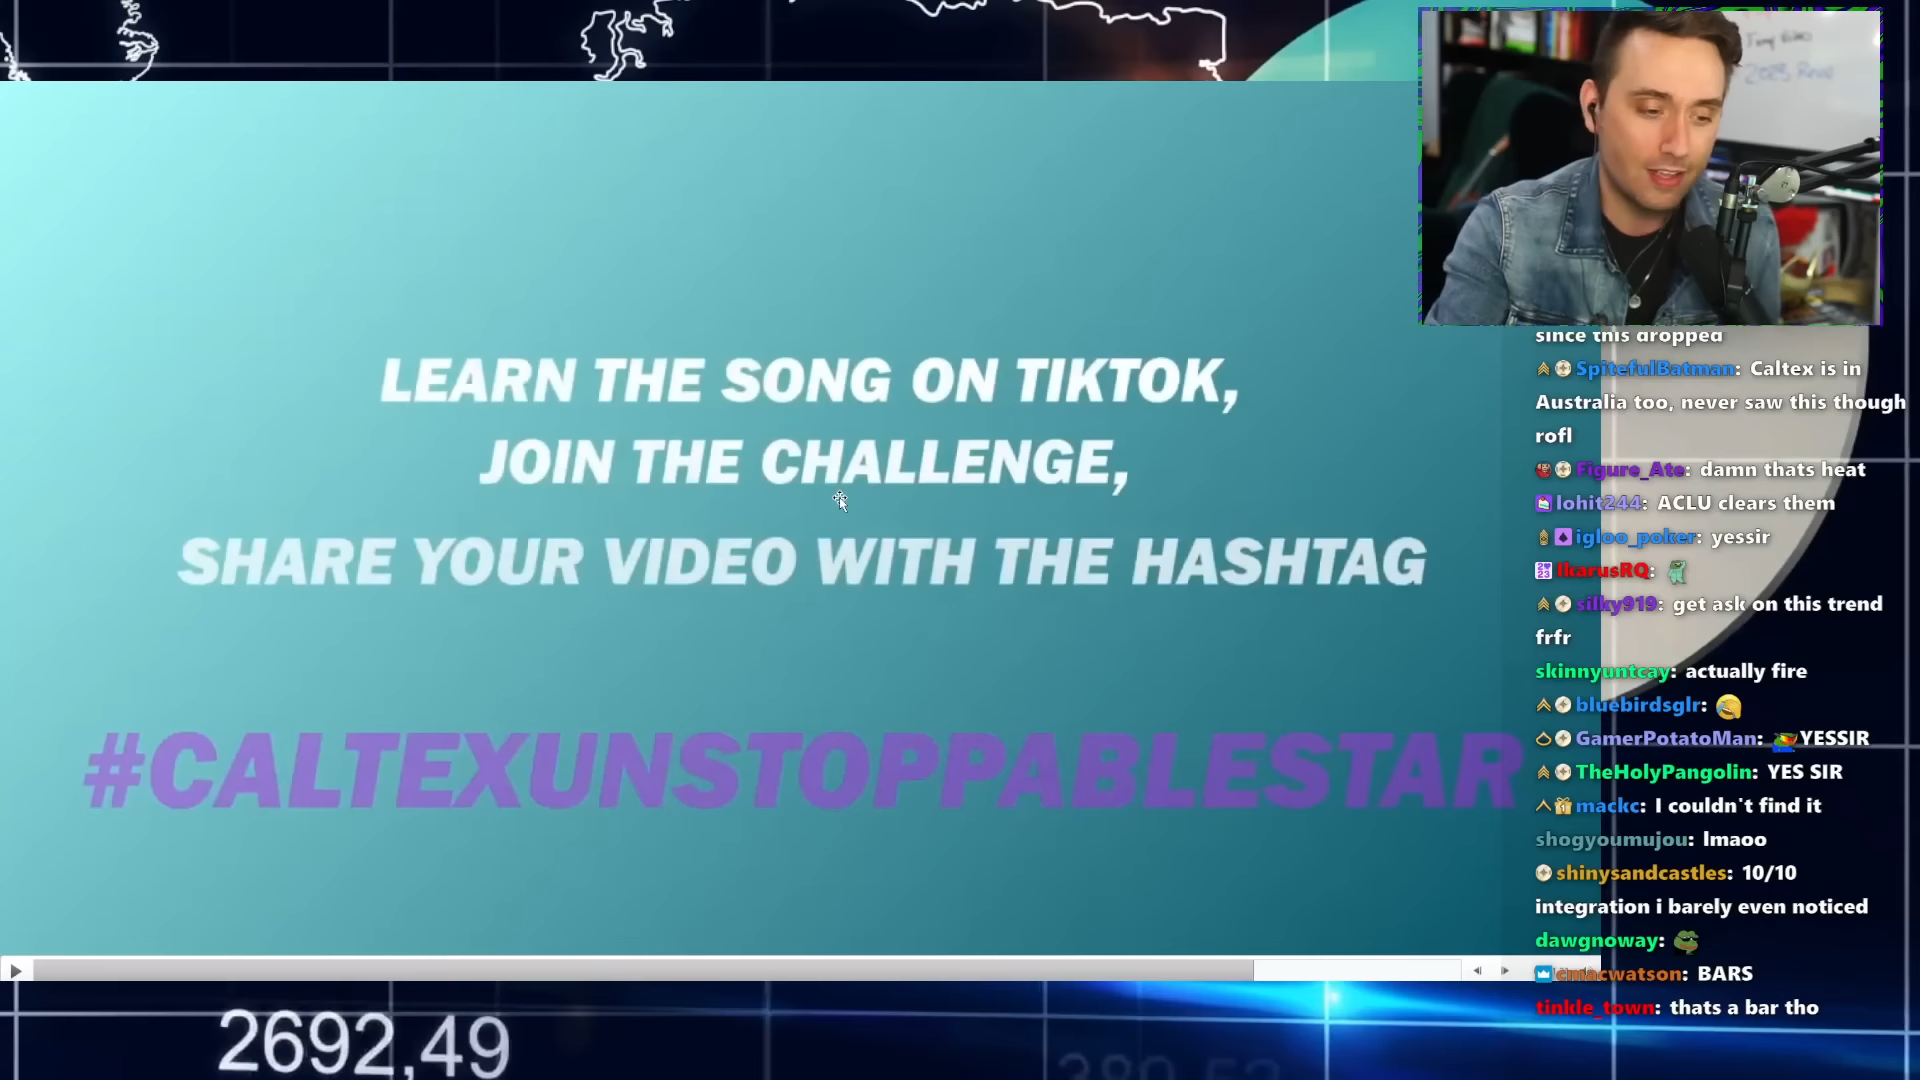 LEARN THE SONG ON TIKTOK,
JOIN THE CHALLENGE,
SHARE YOUR VIDEO WITH THE HASHTAG
#CALTEXUNSTOPPABLESTAR
2692,49
since this dropped
SpitefulBatman: Caltex is in
Australia too, never saw this though
rofl
Figure_Ate: damn thats heat
lohit244: ACLU clears them
igloo_poker: yessir
IkarusRQ:
silky919: get ask on this trend
frfr
skinnyuntcay: actually fire
bluebirdsglr:
GamerPotatoMan: YESSIR
TheHolyPangolin: YES SIR
mackc: I couldn't find it
shogyoumujou: lmaoo
shinysandcastles: 10/10
integration i barely even noticed
dawgnoway:
cmacwatson: BARS
tinkle_town: thats a bar tho